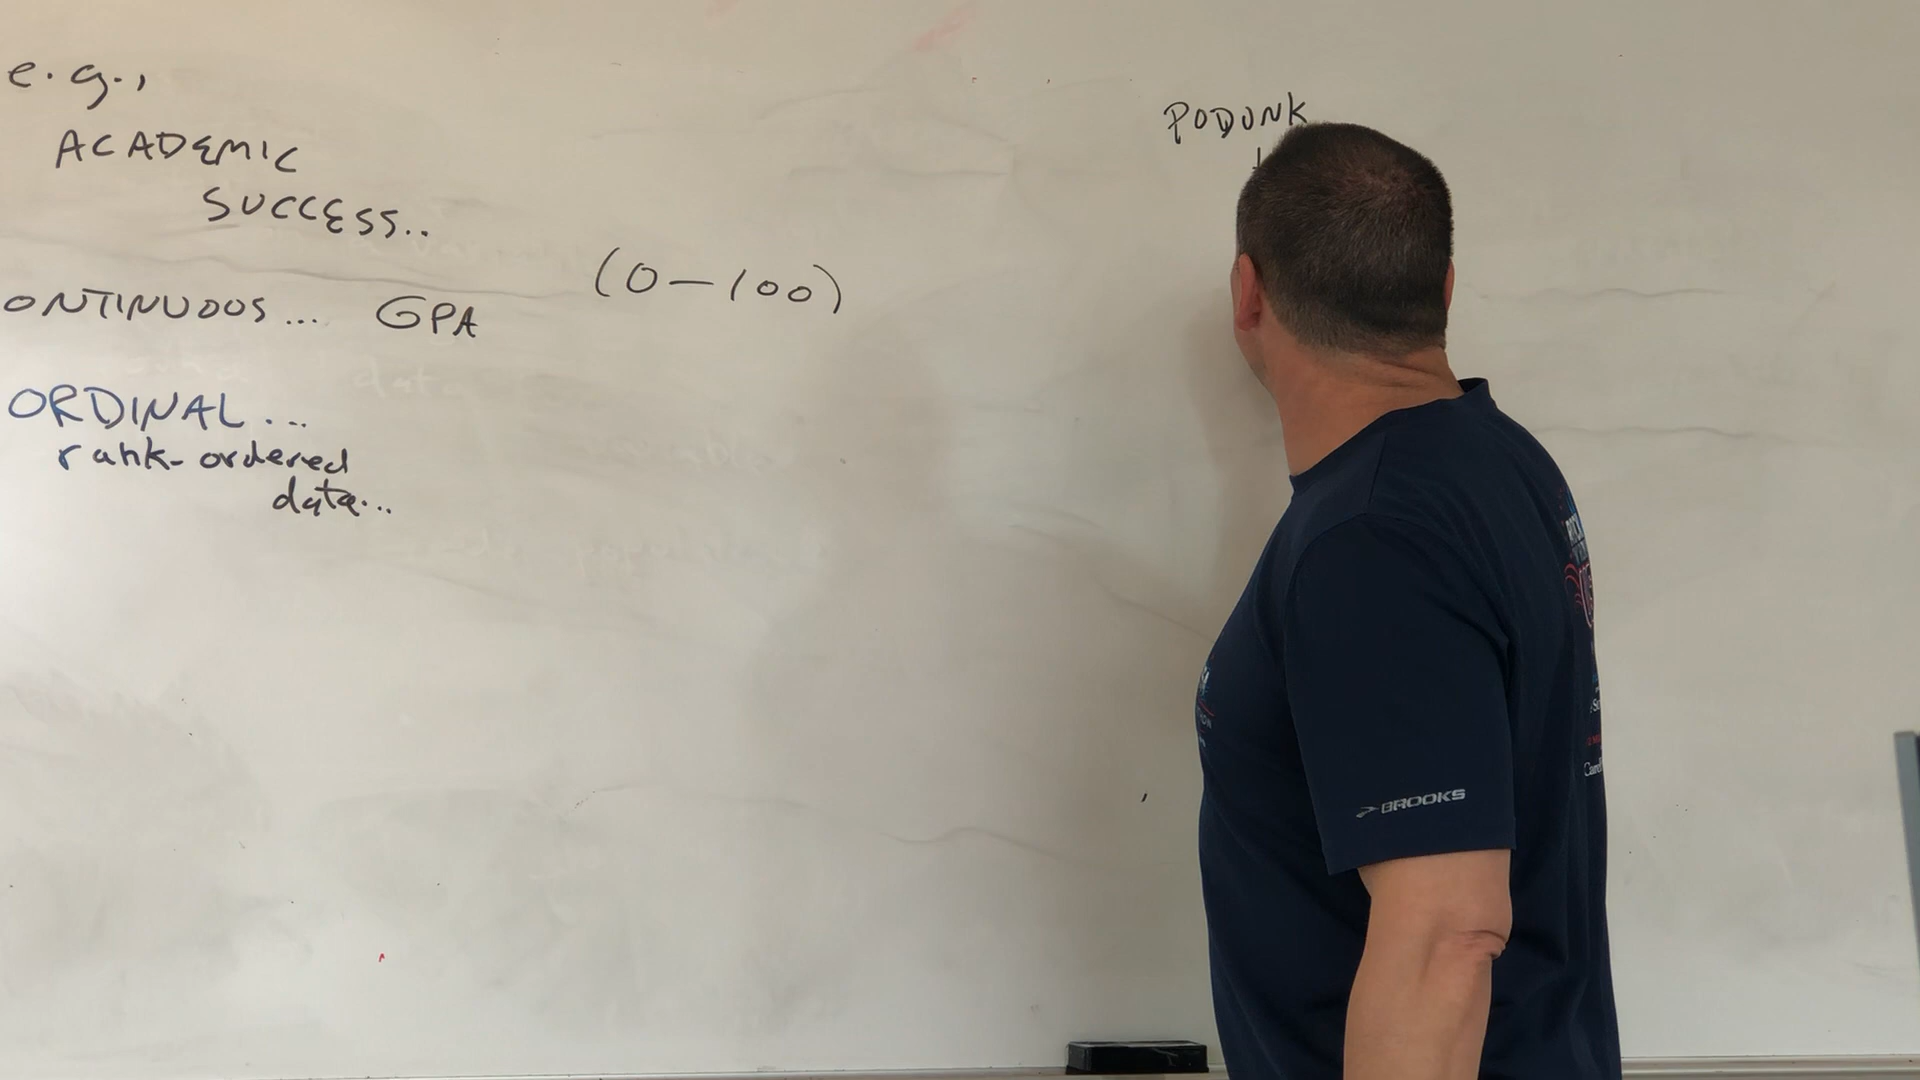 e.g.,
ACADEMIC
SUCCESS..
ONTINUOUS... GPA (0-100)
ORDINAL...
rank-ordered
data...
PODUNK
BROOKS